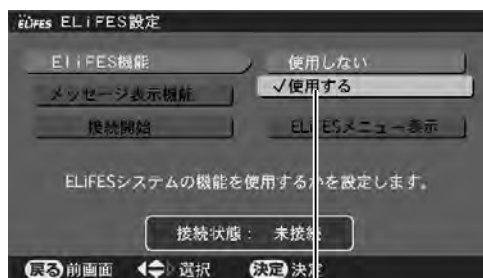 ELiFES ELiFES設定
ELiFES機能
使用しない
メッセージ表示機能
✓使用する
接続開始
ELiFESメニュー表示
ELiFESシステムの機能を使用するかを設定します。
接続状態： 未接続
戻る 前画面 選択 決定 決定